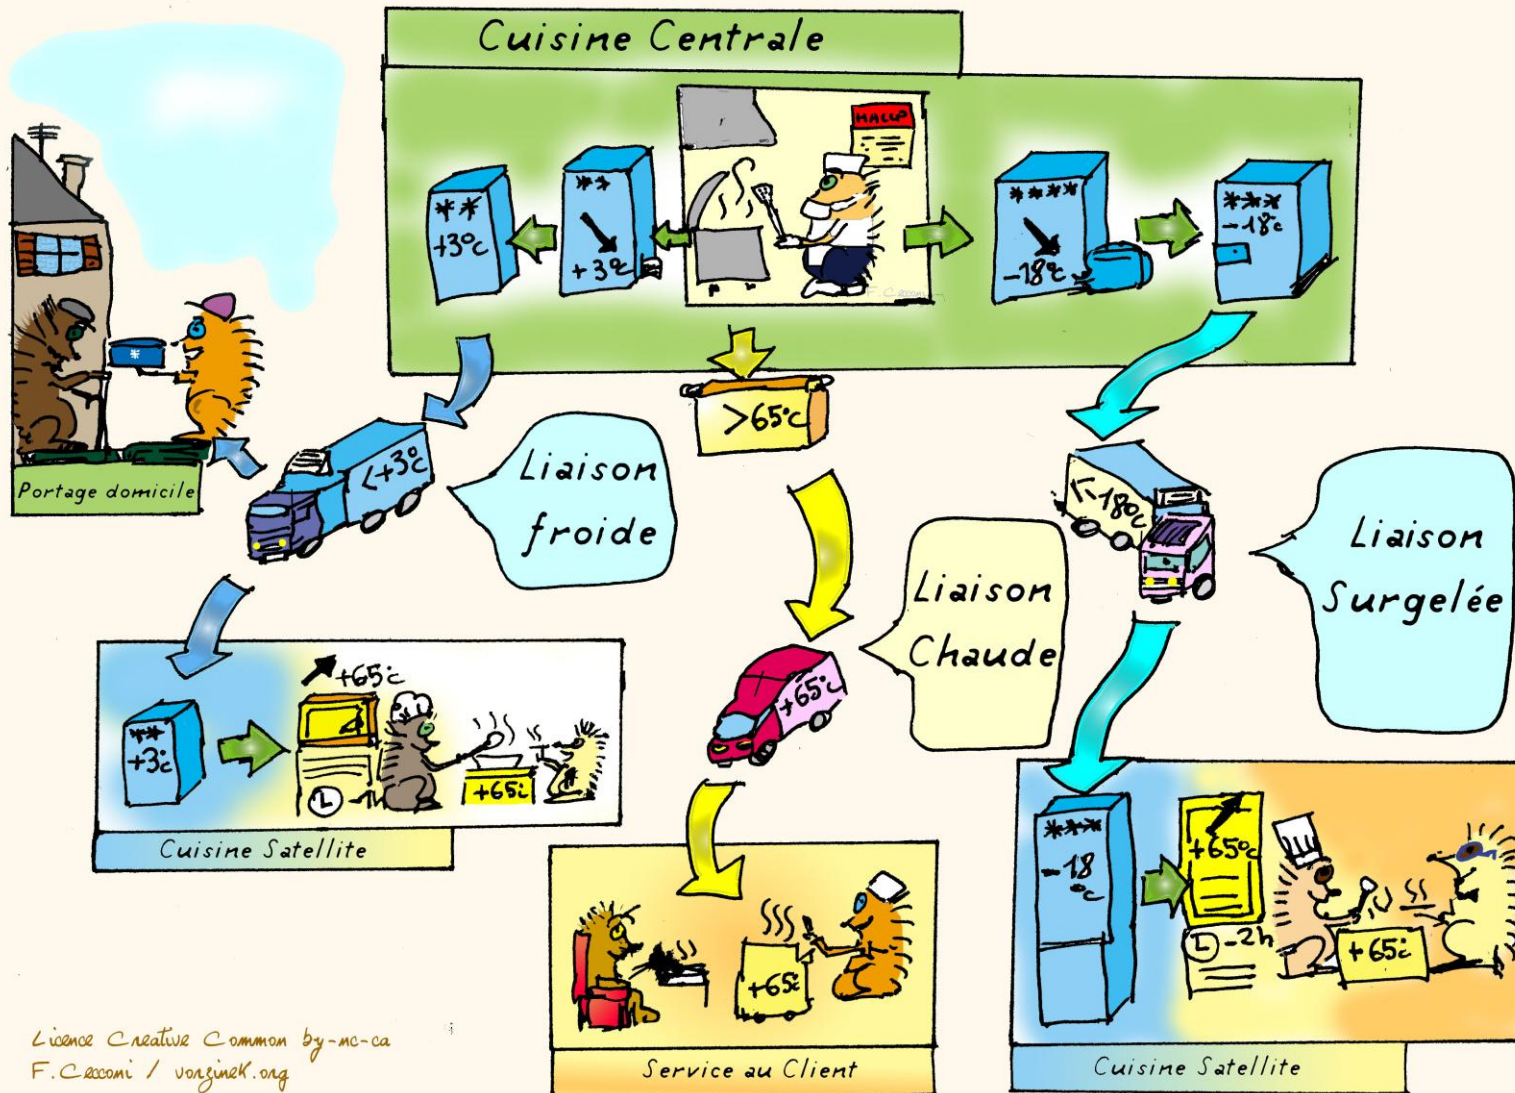 Cuisine Centrale
HACCP
**
+3°c
**
+3°c
F. Cecconi
****
-18°c
***
-18°c
>65°c
*
Portage domicile
<+3°c
Liaison
froide
<-18°c
Liaison
Surgelée
Liaison
Chaude
+65°c
+65°c
**
+3°c
+65°c
Cuisine Satellite
+65°c
Service au Client
***
-18
°c
+65°c
-2h
+65°c
Cuisine Satellite
Licence Creative Common by-nc-ca
F. Cecconi / vorzinek.org